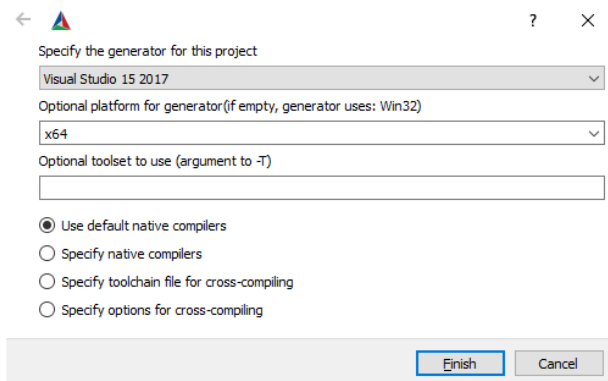 ?
Specify the generator for this project
Visual Studio 15 2017
Optional platform for generator(if empty, generator uses: Win32)
x64
Optional toolset to use (argument to -T)
Use default native compilers
Specify native compilers
Specify toolchain file for cross-compiling
Specify options for cross-compiling
Finish Cancel